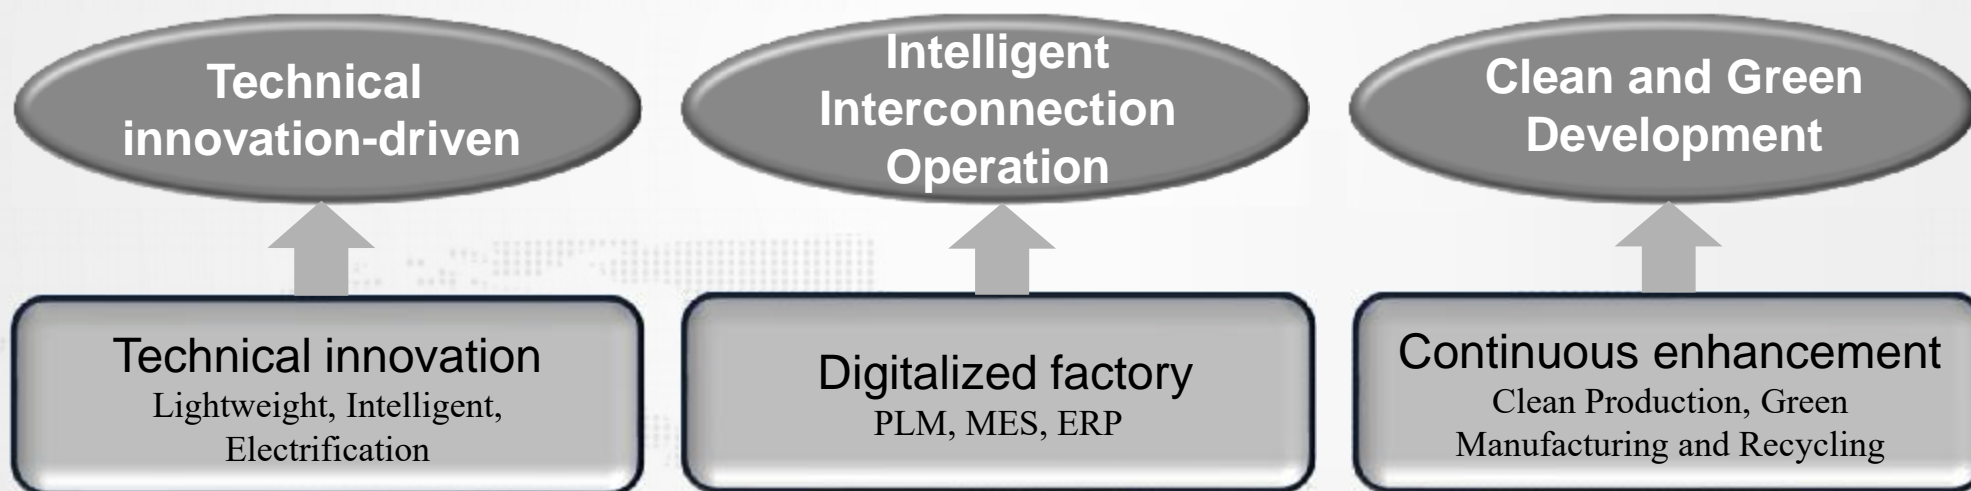 Technical
innovation-driven
Intelligent
Interconnection
Operation
Clean and Green
Development
Technical innovation
Lightweight, Intelligent,
Electrification
Digitalized factory
PLM, MES, ERP
Continuous enhancement
Clean Production, Green
Manufacturing and Recycling